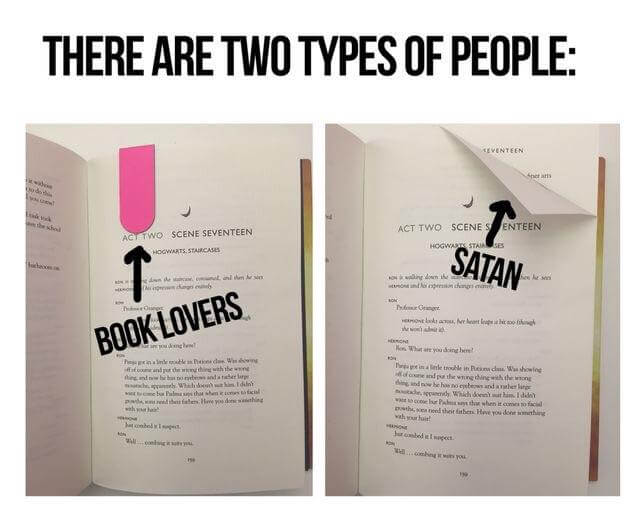 THERE ARE TWO TYPES OF PEOPLE:
ACT TWO SCENE SEVENTEEN
HOGWARTS, STAIRCASES
down the staircase, consumed, and then he sees
his expression changes entirely.
RON
Professor Granger.
BOOK LOVERS
are you doing here?
RON
Panju got in a little trouble in Potions class. Was showing
off of course and put the wrong thing with the wrong
thing, and now he has no eyebrows and a rather large
moustache, apparently. Which doesn't suit him. I didn't
want to come but Padma says that when it comes to facial
growths, sons need their fathers. Have you done something
with your hair?
HERMIONE
Just combed it I suspect.
RON
Well ... combing it suits you.
199
EVENTEEN
ACT TWO SCENE S ENTEEN
HOGWARTS, STAIR SES
SATAN
RON is walking down the he sees
HERMIONE and his expression changes entirely.
RON
Professor Granger.
HERMIONE looks across, her heart leaps a bit too (though
she won't admit it).
HERMIONE
Ron. What are you doing here?
RON
Panju got in a little trouble in Potions class. Was showing
off of course and put the wrong thing with the wrong
thing, and now he has no eyebrows and a rather large
moustache, apparently. Which doesn't suit him. I didn't
want to come but Padma says that when it comes to facial
growths, sons need their fathers. Have you done something
with your hair?
HERMIONE
Just combed it I suspect.
RON
Well ... combing it suits you.
199